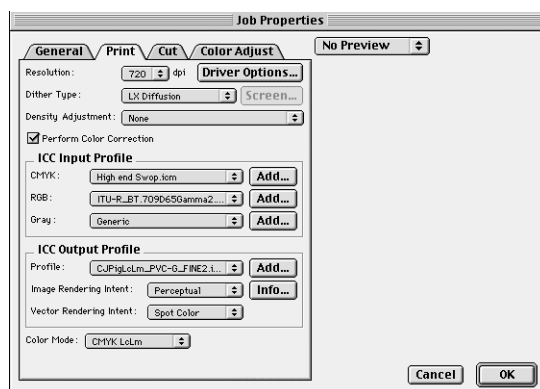 Job Properties
General Print Cut Color Adjust
No Preview
Resolution: 720 dpi Driver Options...
Dither Type: LX Diffusion Screen...
Density Adjustment: None
Perform Color Correction
ICC Input Profile
CMYK: High end Swop.icm Add...
RGB: ITU-R_BT.709D65Gamma2.... Add...
Gray: Generic Add...
ICC Output Profile
Profile: CJPigLcLm_PVC-G_FINE2.i... Add...
Image Rendering Intent: Perceptual Info...
Vector Rendering Intent: Spot Color
Color Mode: CMYK LcLm
Cancel OK